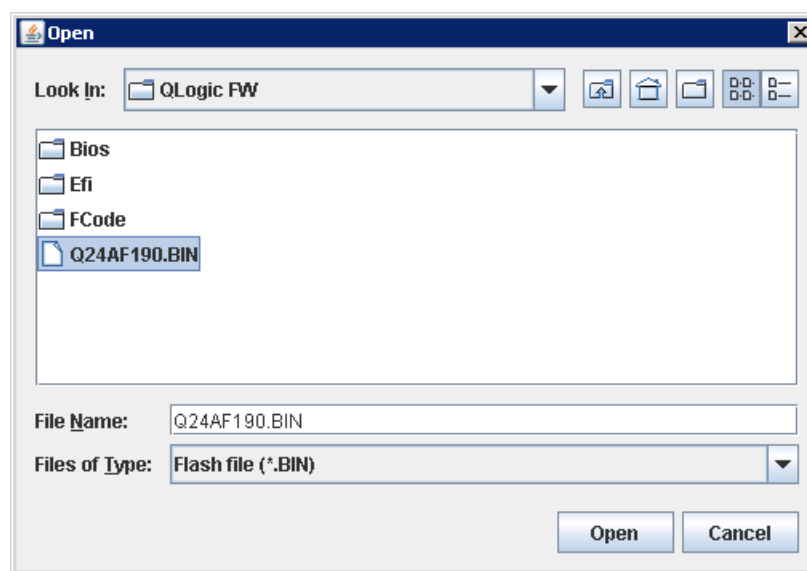 Open
Look In: QLogic FW
Bios
Efi
FCode
Q24AF190.BIN
File Name: Q24AF190.BIN
Files of Type: Flash file (*.BIN)
Open Cancel